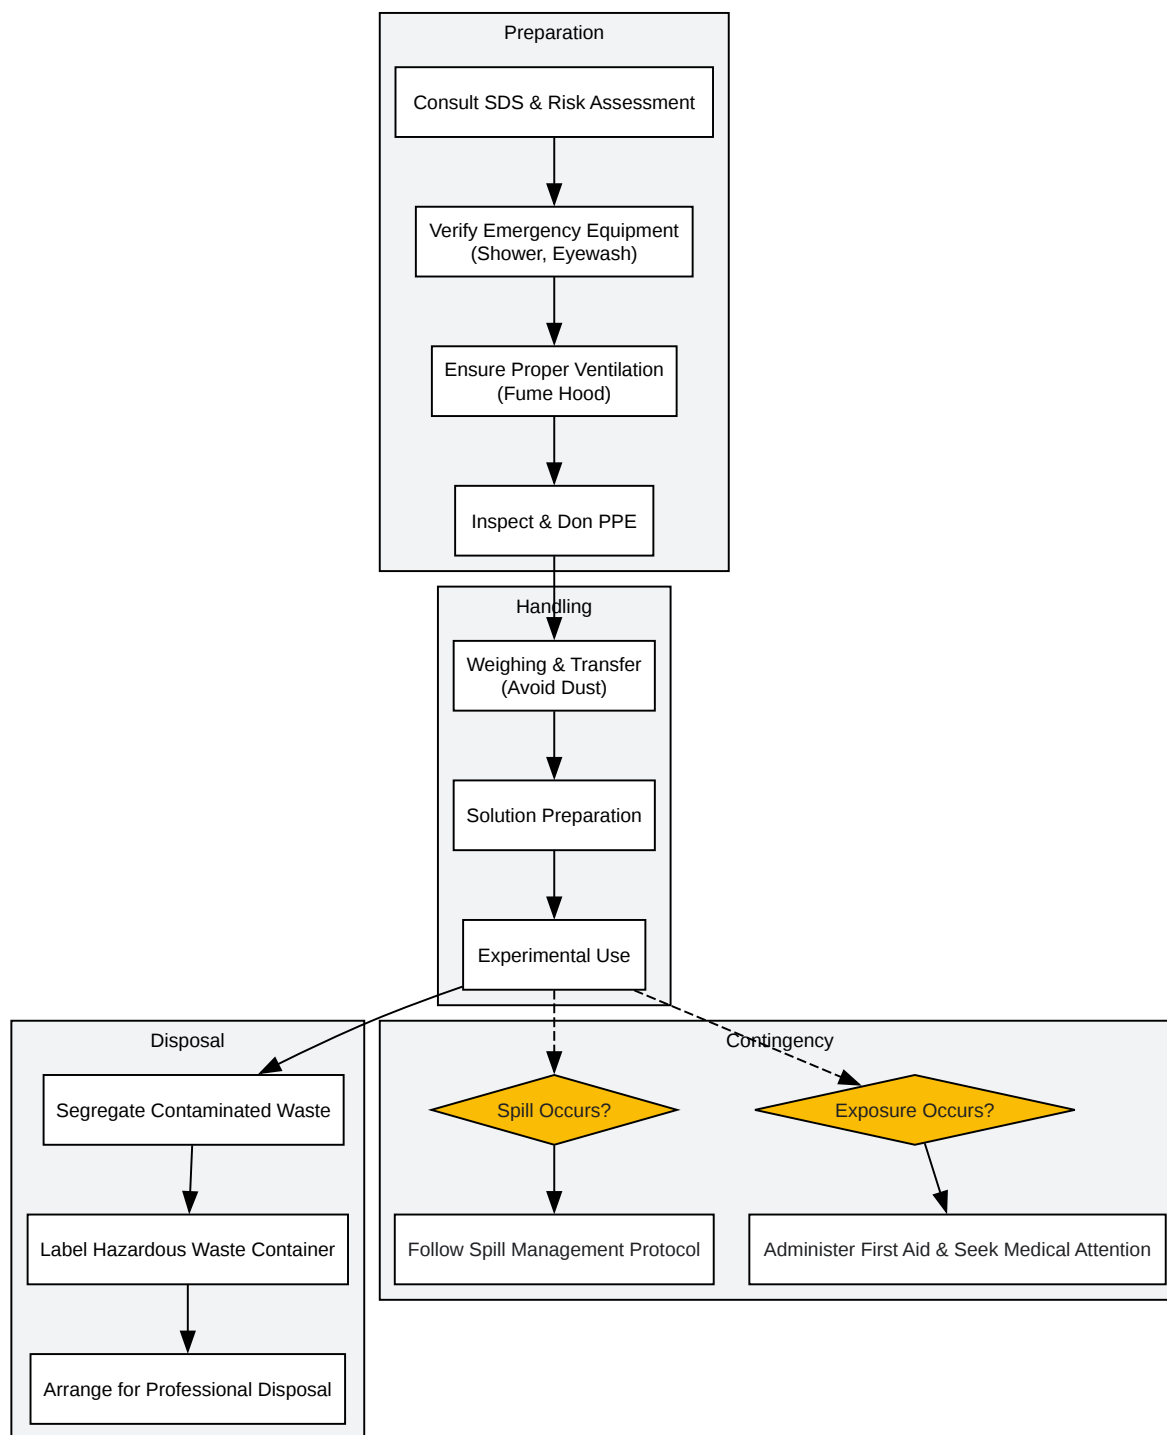 Preparation
Consult SDS & Risk Assessment
Verify Emergency Equipment
(Shower, Eyewash)
Ensure Proper Ventilation
(Fume Hood)
Inspect & Don PPE
Handling
Weighing & Transfer
(Avoid Dust)
Solution Preparation
Experimental Use
Disposal
Segregate Contaminated Waste
Label Hazardous Waste Container
Arrange for Professional Disposal
Contingency
Spill Occurs?
Exposure Occurs?
Follow Spill Management Protocol
Administer First Aid & Seek Medical Attention